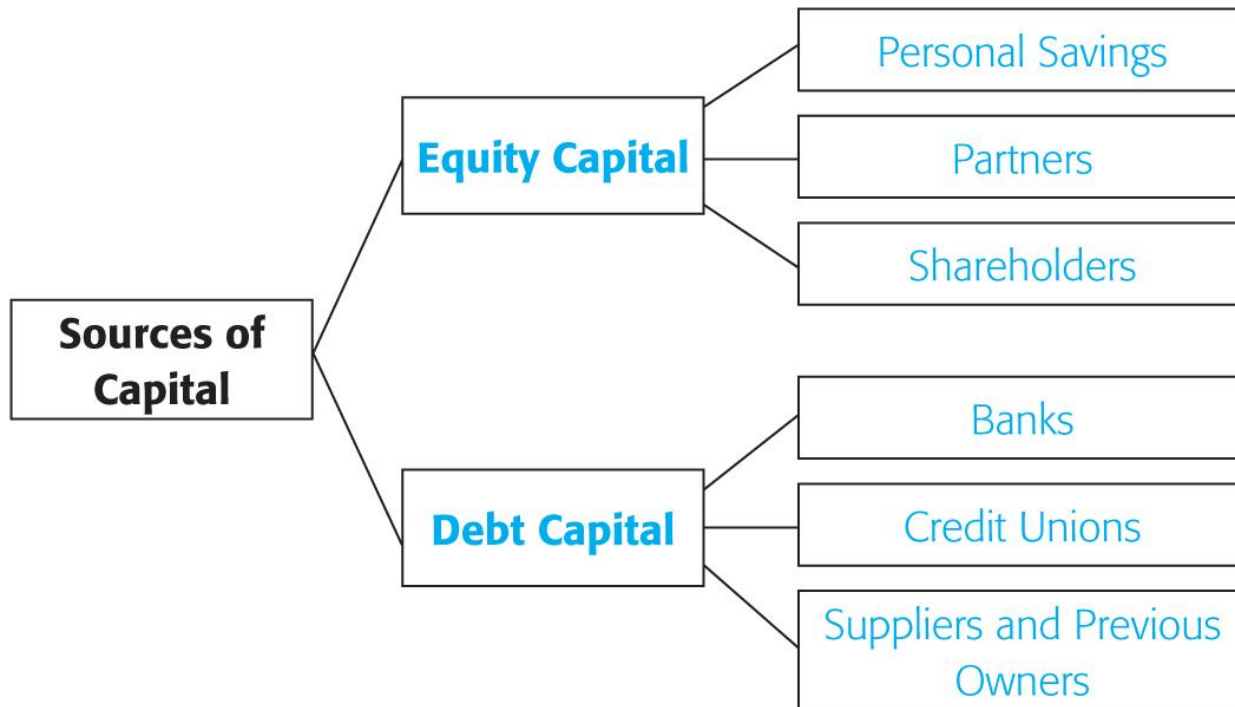 Sources of
Capital
Equity Capital
Personal Savings
Partners
Shareholders
Debt Capital
Banks
Credit Unions
Suppliers and Previous
Owners